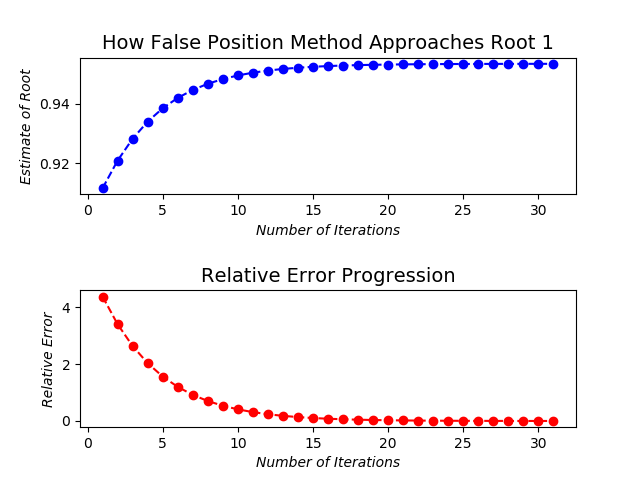 How False Position Method Approaches Root 1
Estimate of Root
0.94
0.92
0 5 10 15 20 25 30
Number of Iterations
Relative Error Progression
Relative Error
4
2
0
0 5 10 15 20 25 30
Number of Iterations